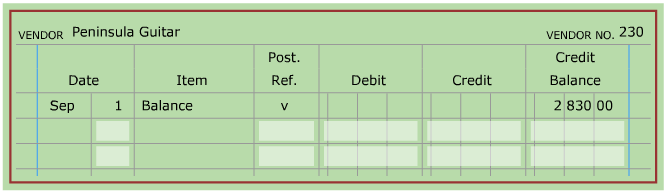 VENDOR Peninsula Guitar VENDOR NO. 230
Post. Credit
Date Item Ref. Debit Credit Balance
Sep 1 Balance v 2 830 00